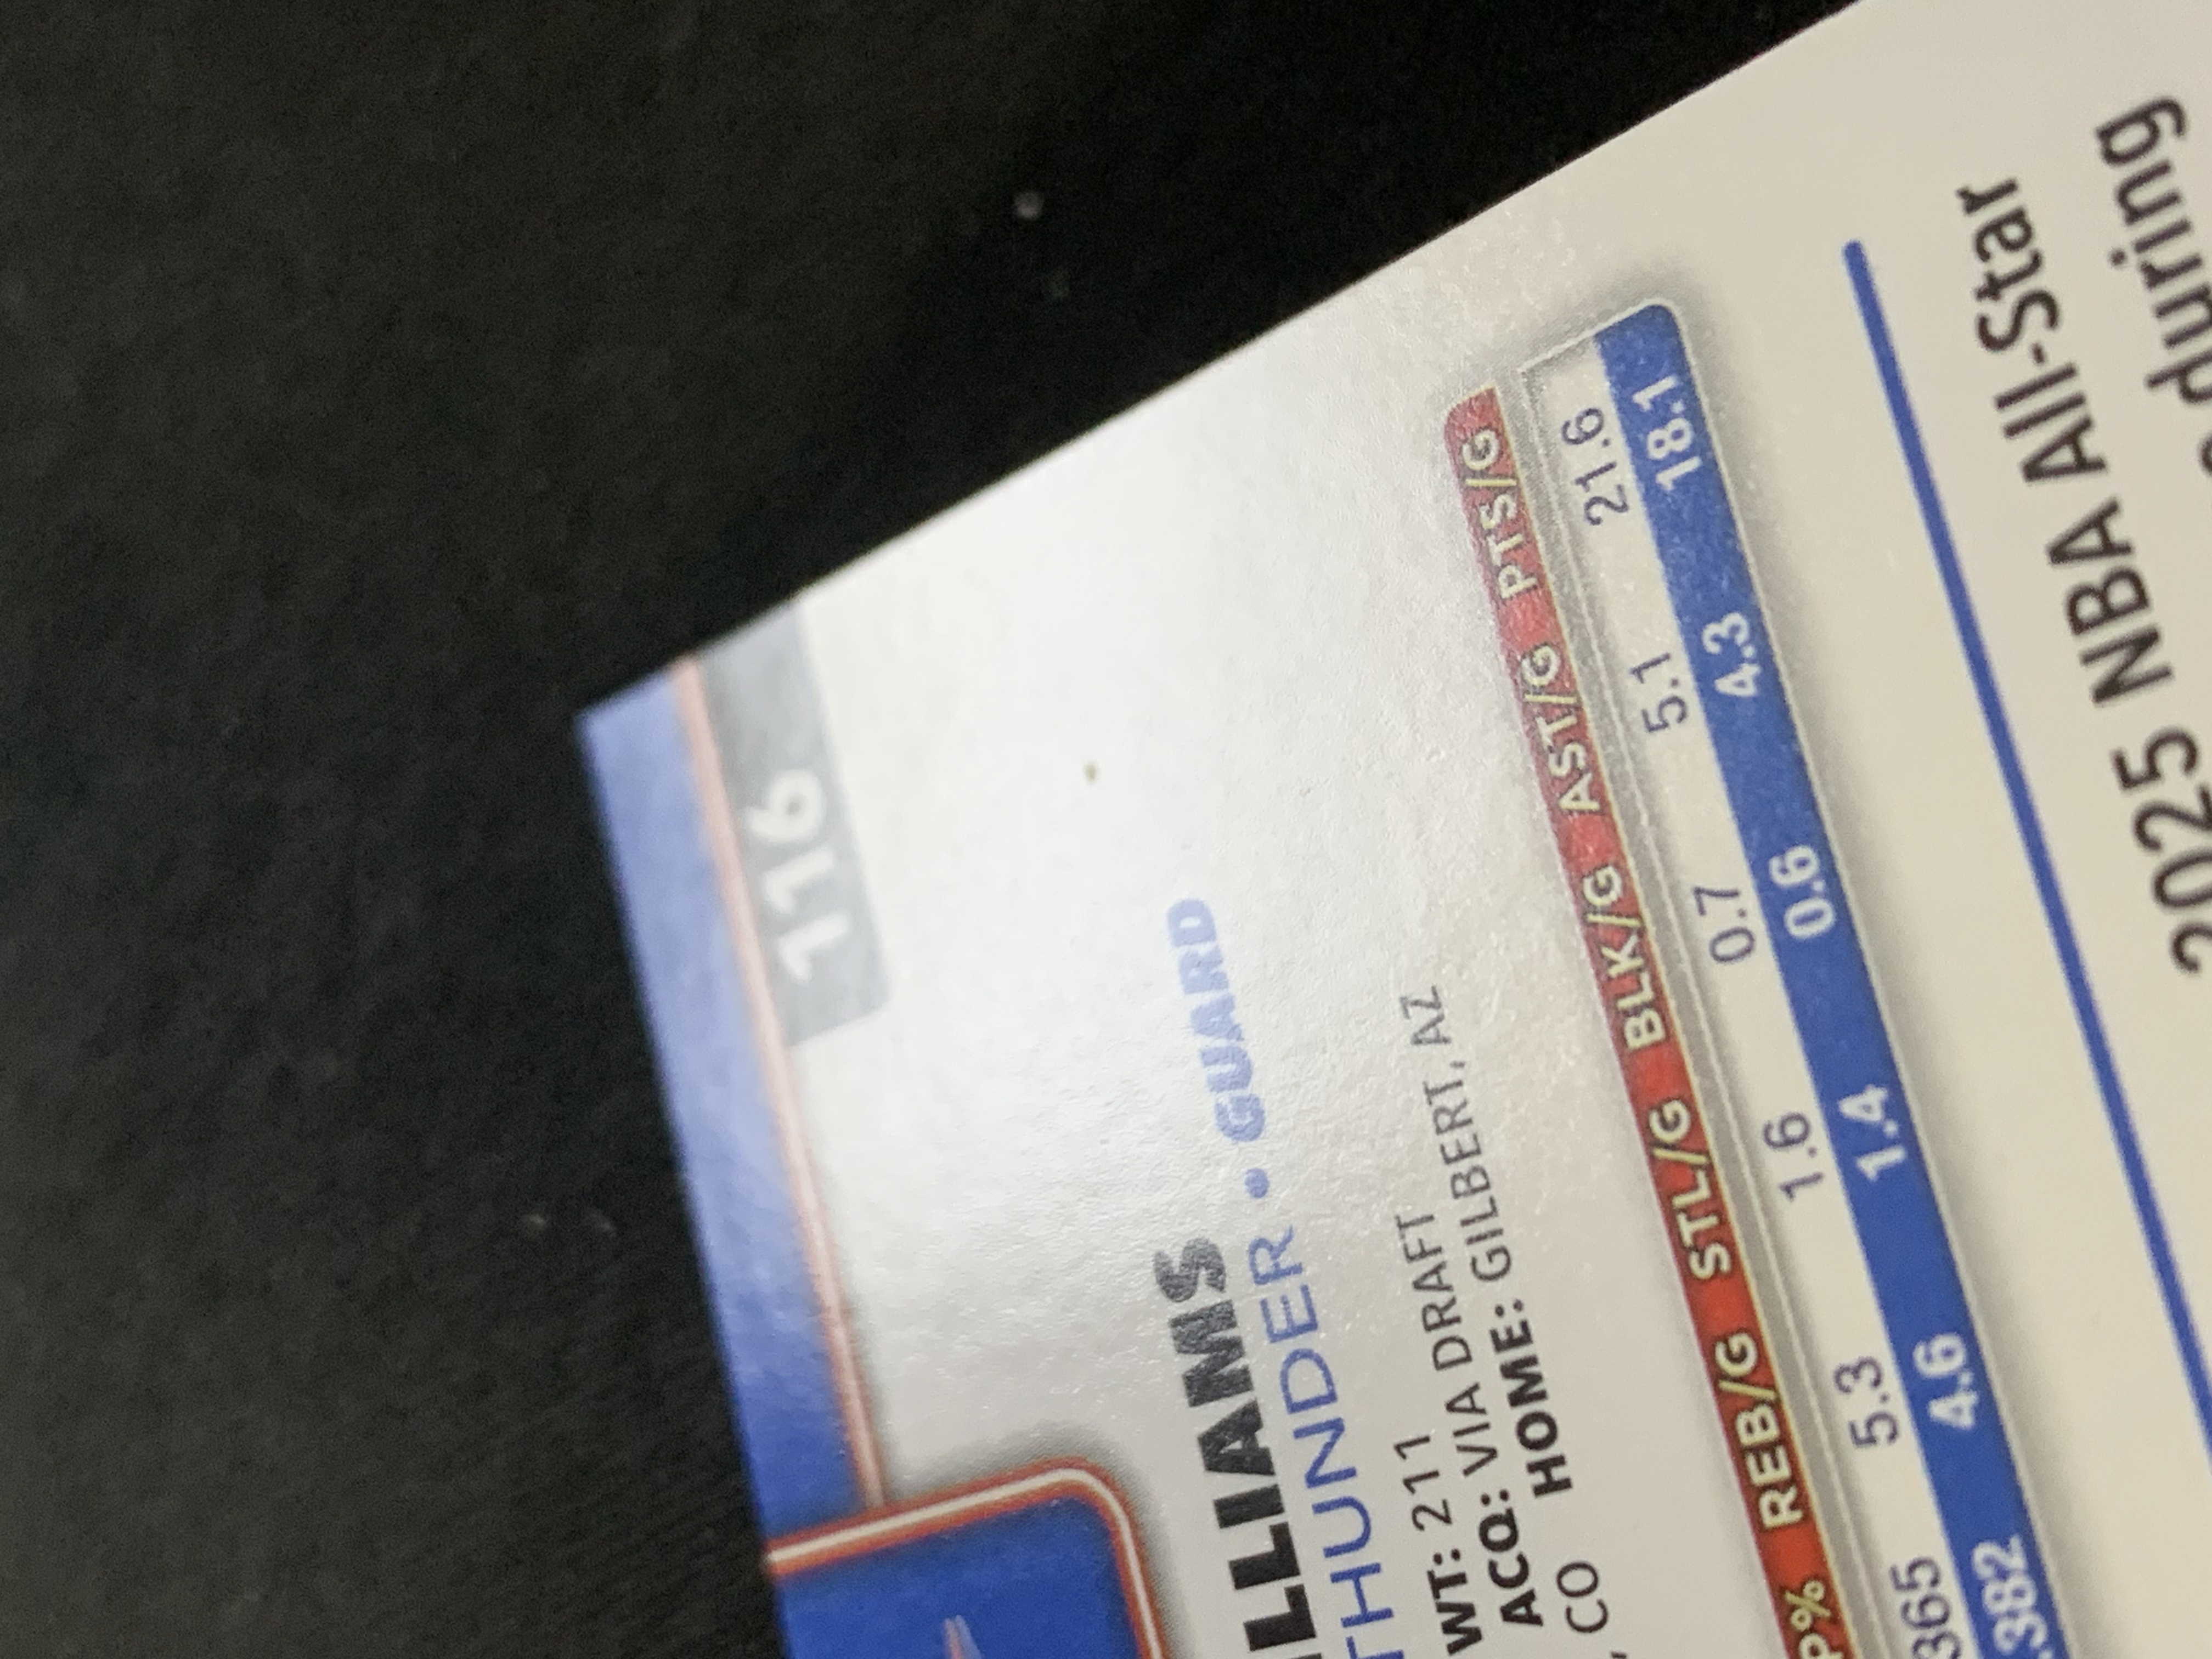 116
ILLIAMS
THUNDER • GUARD
WT: 211
ACQ: VIA DRAFT
, CO HOME: GILBERT, AZ
P% REB/G STL/G BLK/G AST/G PTS/G
365 5.3 1.6 0.7 5.1 21.6
.382 4.6 1.4 0.6 4.3 18.1
2025 NBA All-Star
during